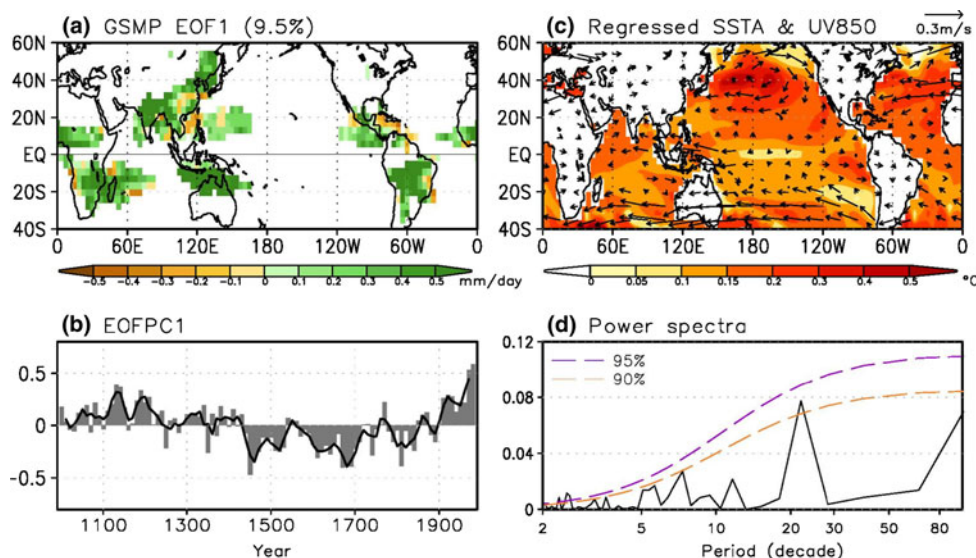 (a) GSMP EOF1 (9.5%)
60N
40N
20N
EQ
20S
40S
0 60E 120E 180 120W 60W 0
-0.5 -0.4 -0.3 -0.2 -0.1 0 0.1 0.2 0.3 0.4 0.5 mm/day
(c) Regressed SSTA & UV850 0.3m/s
60N
40N
20N
EQ
20S
40S
0 60E 120E 180 120W 60W 0
0 0.05 0.1 0.15 0.2 0.3 0.4 0.5 °C
(b) EOFPC1
0.5
0
-0.5
1100 1300 1500 1700 1900
Year
(d) Power spectra
95%
90%
0.12
0.08
0.04
0.00
2 5 10 20 30 60 80
Period (decade)